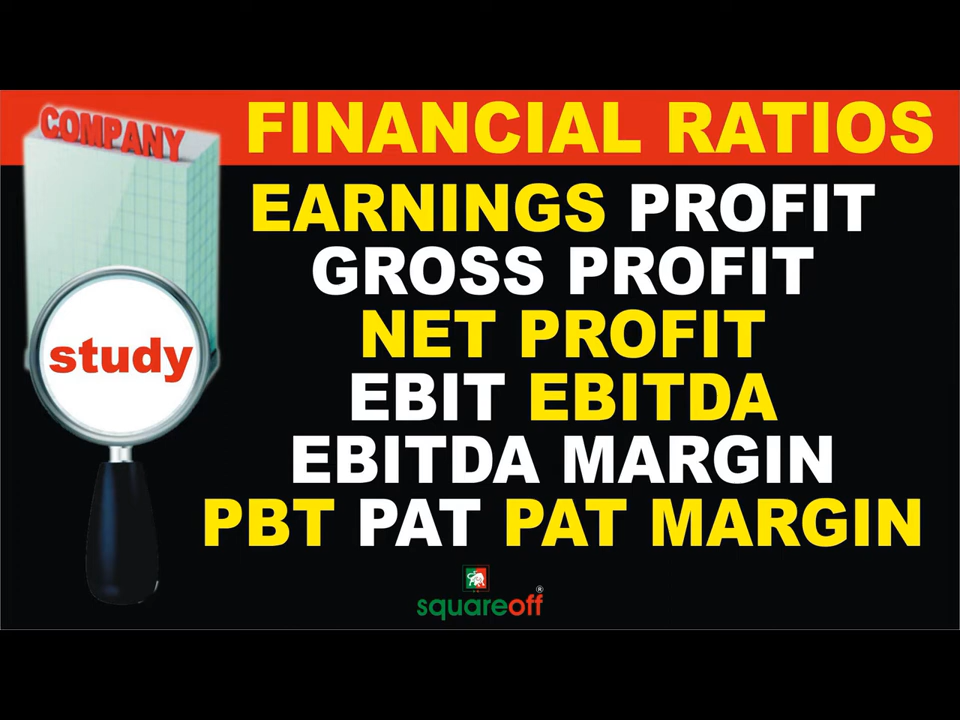 COMPANY
study
FINANCIAL RATIOS
EARNINGS PROFIT
GROSS PROFIT
NET PROFIT
EBIT EBITDA
EBITDA MARGIN
PBT PAT PAT MARGIN
squareoff®